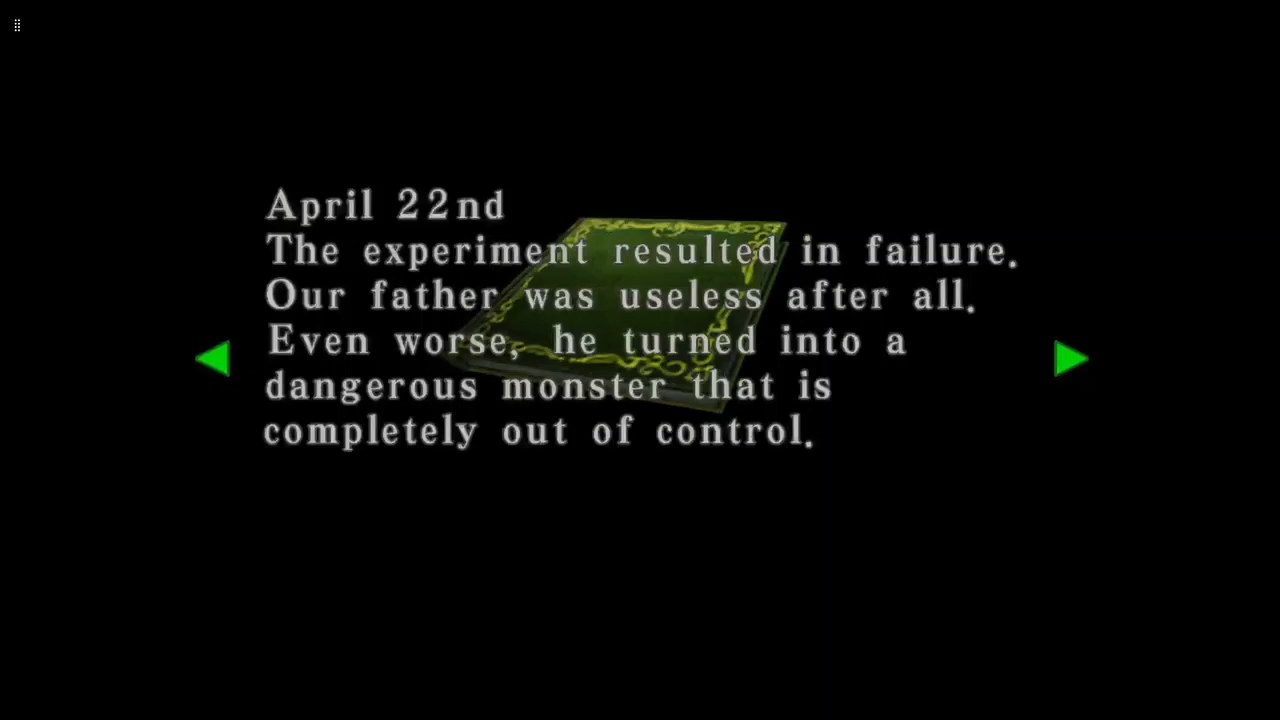 April 22nd
The experiment resulted in failure.
Our father was useless after all.
Even worse, he turned into a
dangerous monster that is
completely out of control.